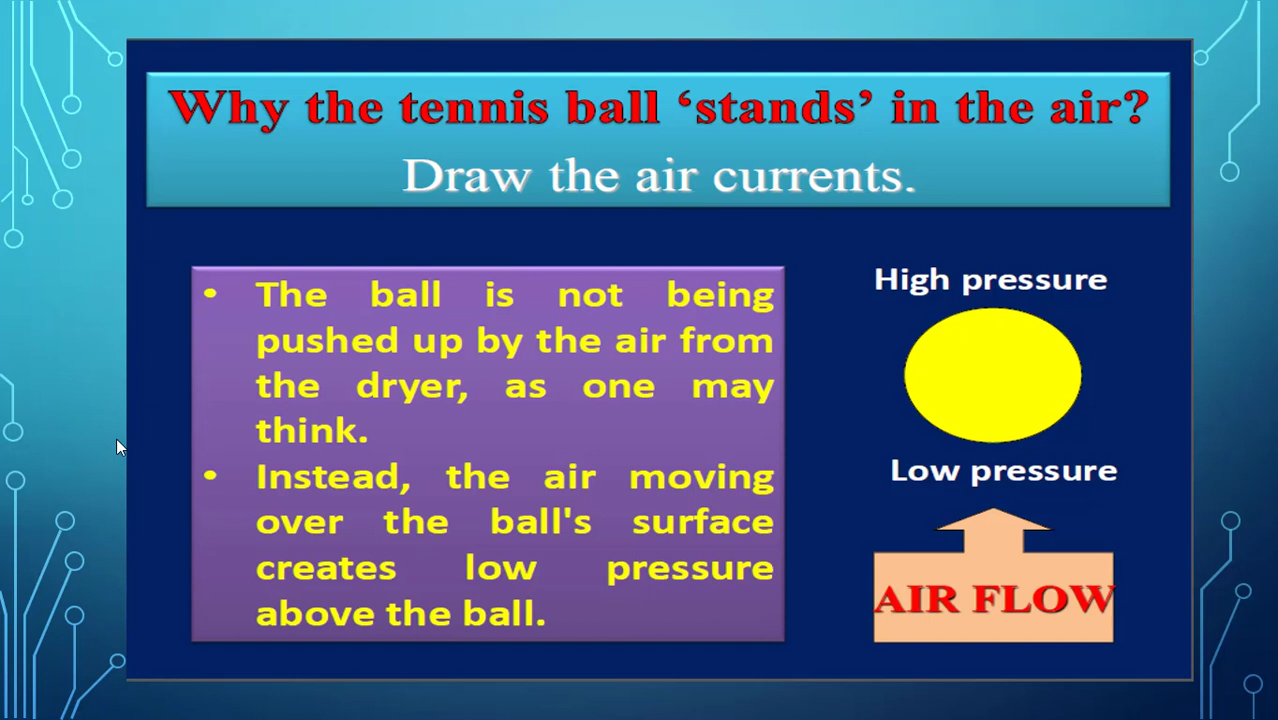 Why the tennis ball ‘stands’ in the air?
Draw the air currents.
• The ball is not being
pushed up by the air from
the dryer, as one may
think.
• Instead, the air moving
over the ball's surface
creates low pressure
above the ball.
High pressure
Low pressure
AIR FLOW